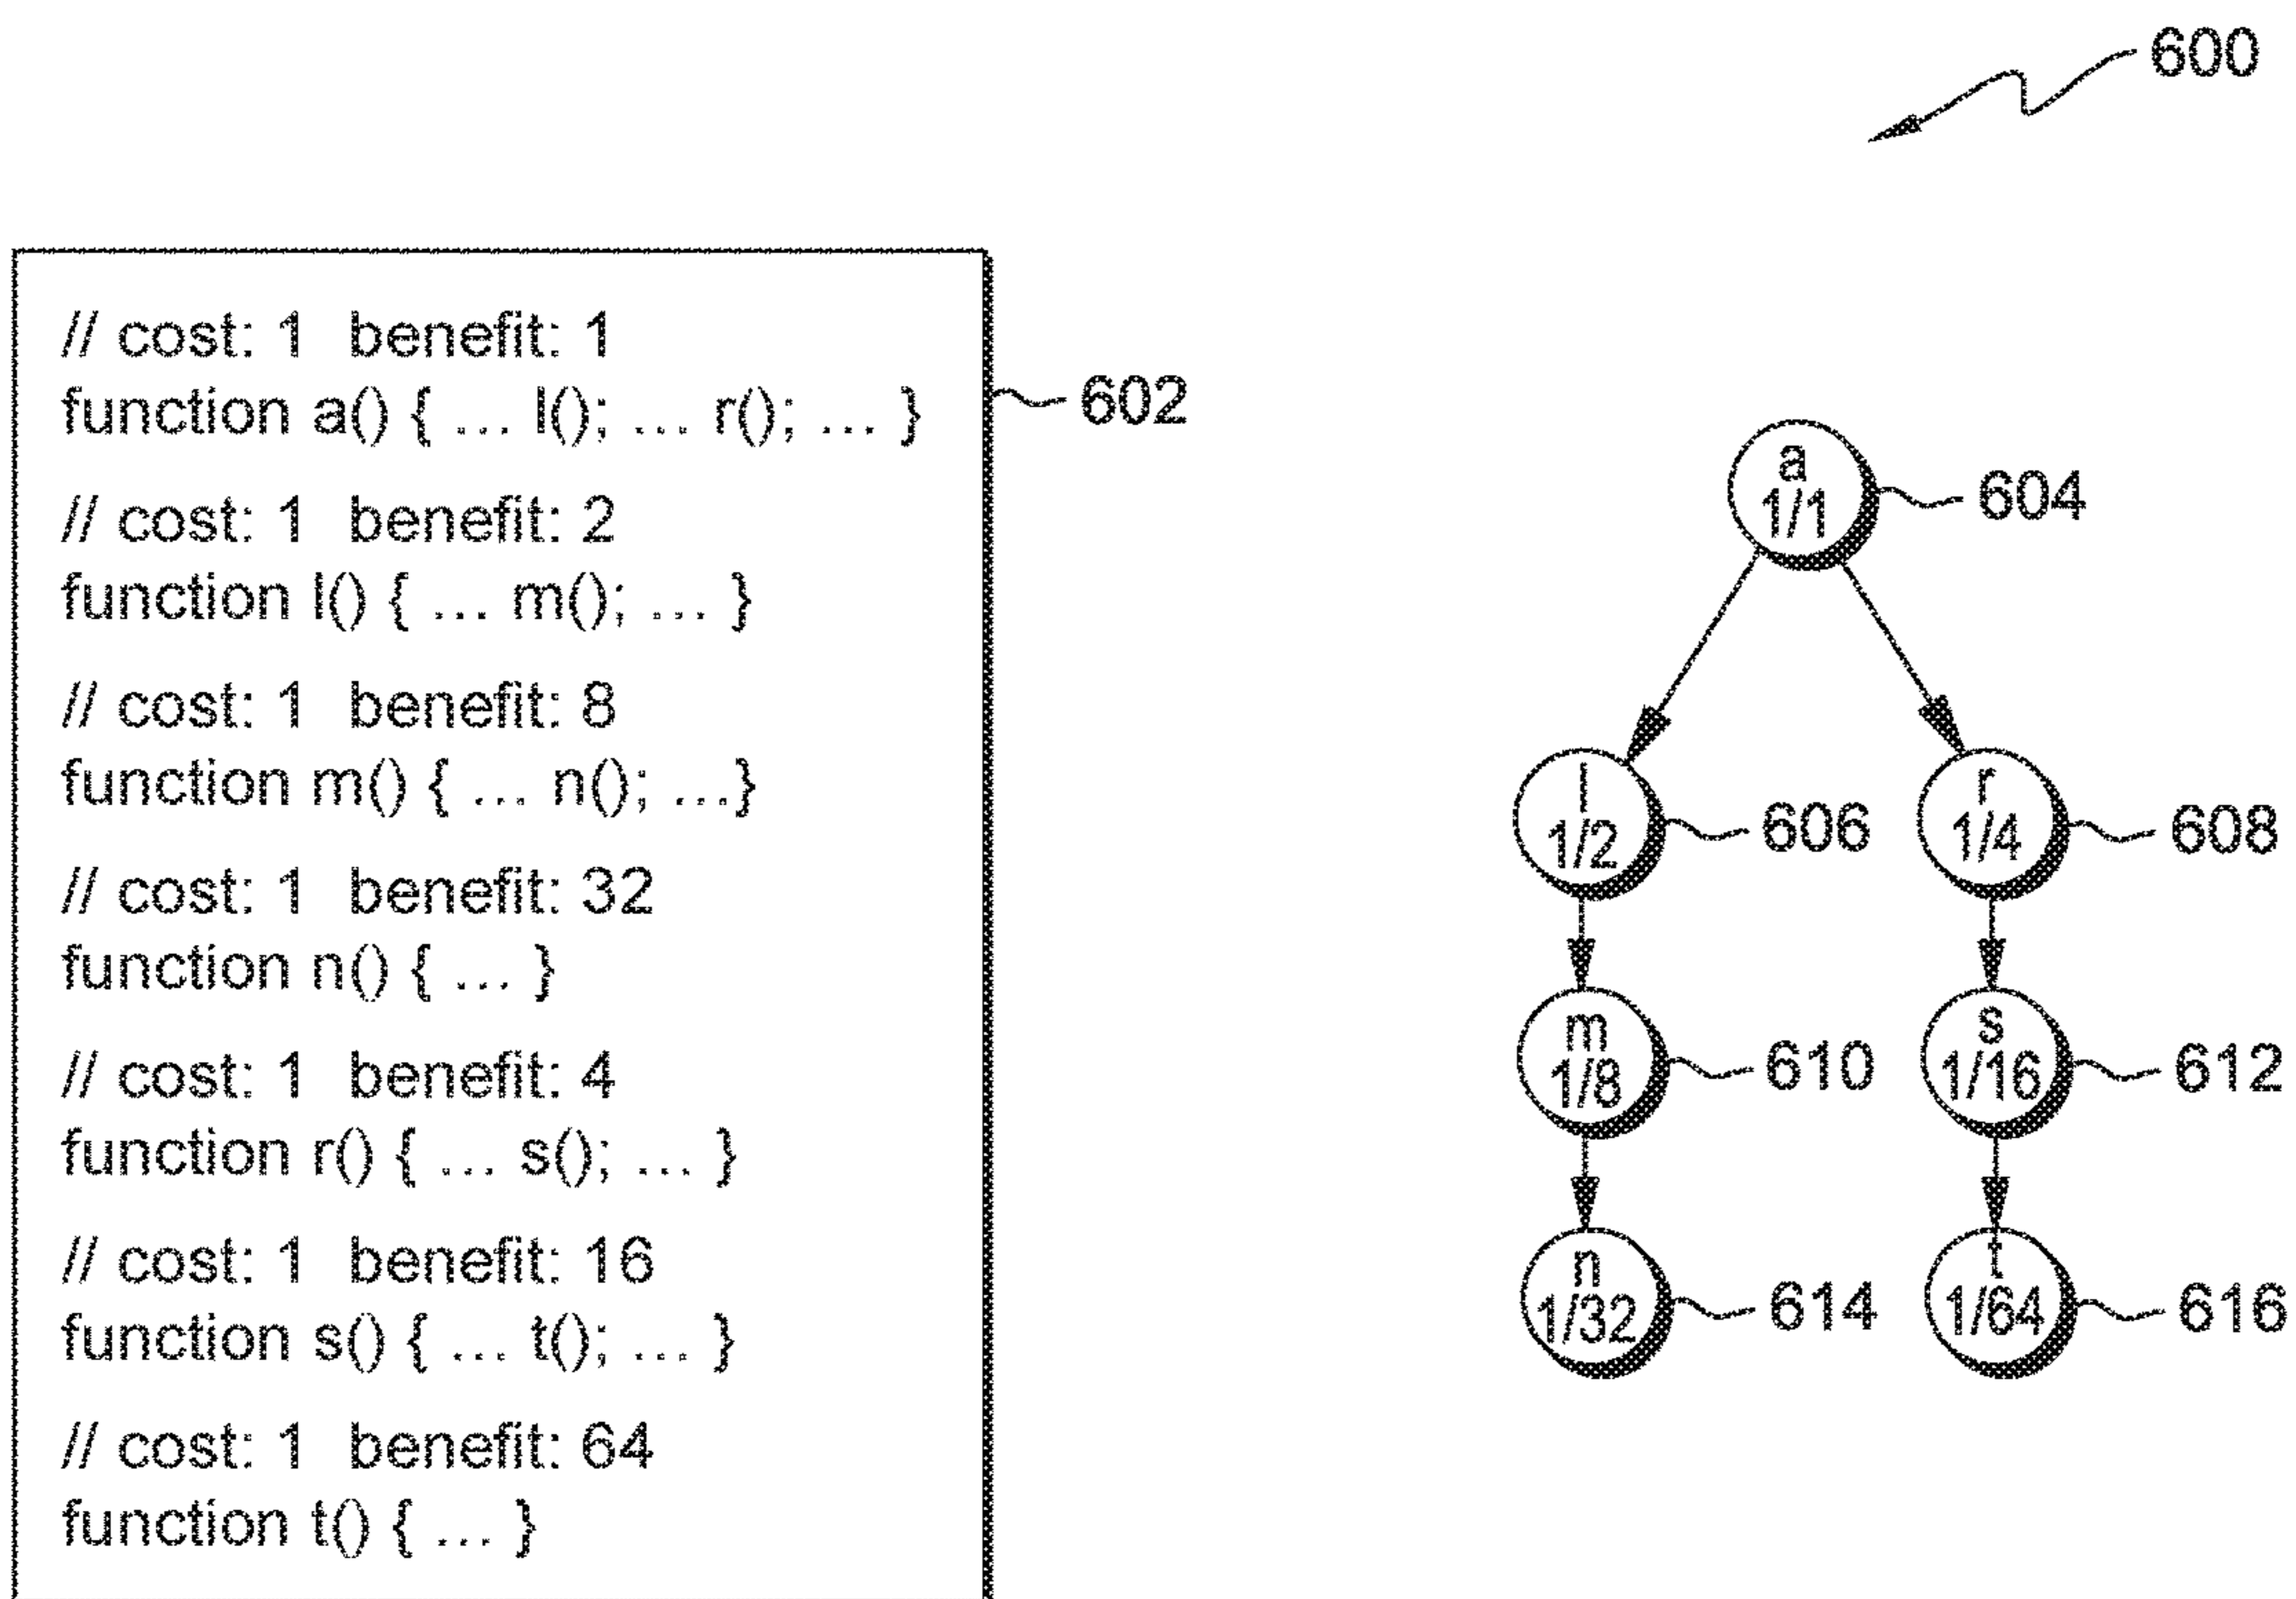 600
// cost: 1 benefit: 1
function a() { ... l(); ... r(); ... }
602
// cost: 1 benefit: 2
function l() { ... m(); ... }
// cost: 1 benefit: 8
function m() { ... n(); ...}
// cost: 1 benefit: 32
function n() { ... }
// cost: 1 benefit: 4
function r() { ... s(); ... }
// cost: 1 benefit: 16
function s() { ... t(); ... }
// cost: 1 benefit: 64
function t() { ... }
a
1/1
604
l
1/2
606
r
1/4
608
m
1/8
610
s
1/16
612
n
1/32
614
t
1/64
616